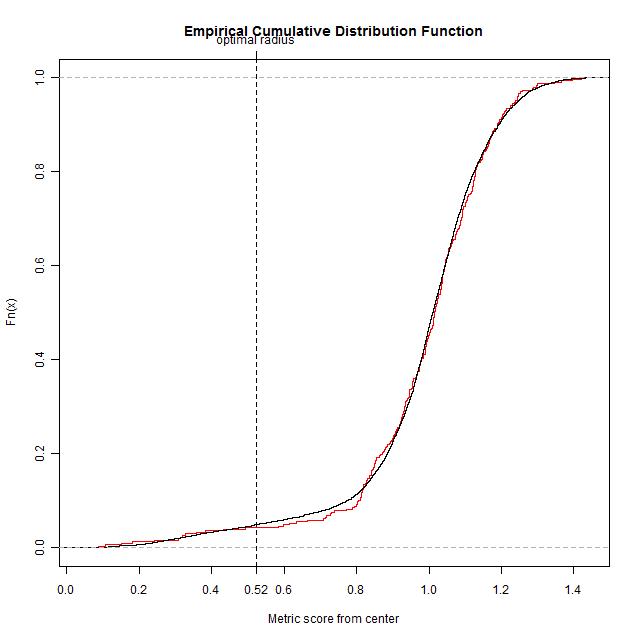 Empirical Cumulative Distribution Function
optimal radius
Fn(x)
1.0
0.8
0.6
0.4
0.2
0.0
0.0 0.2 0.4 0.52 0.6 0.8 1.0 1.2 1.4
Metric score from center